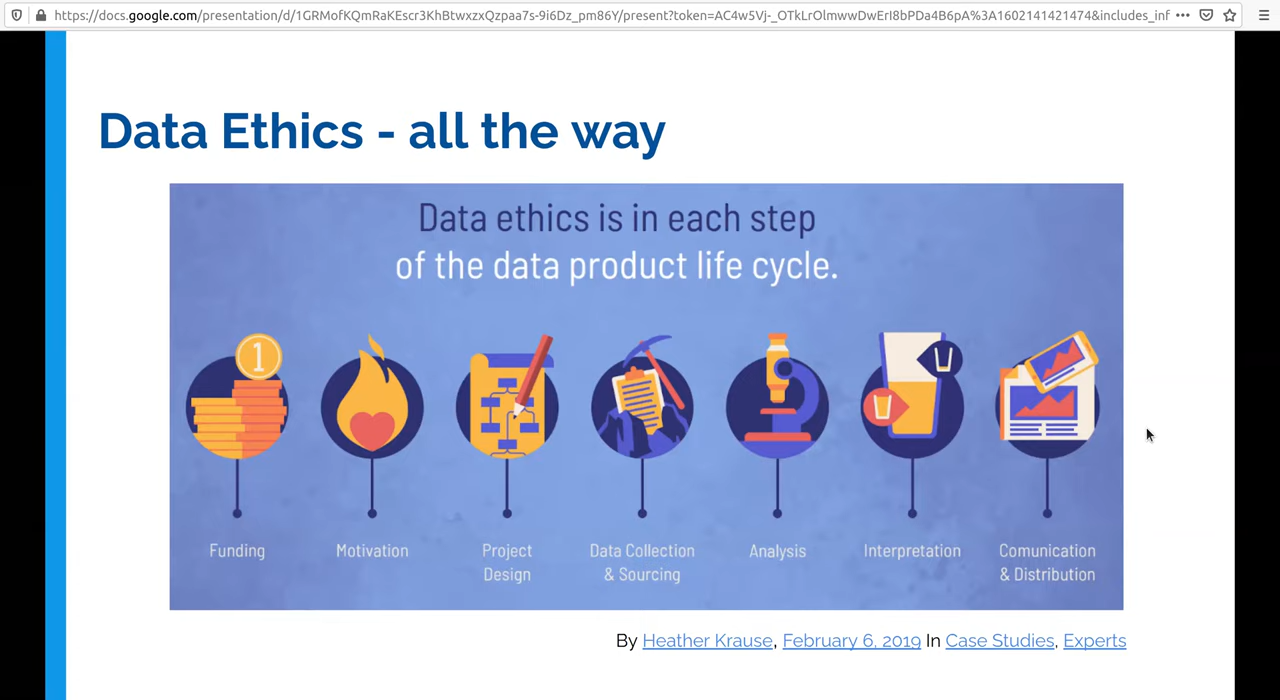 https://docs.google.com/presentation/d/1GRMofKQmRaKEscr3KhBtwxzxQzpaa7s-9i6Dz_pm86Y/present?token=AC4w5Vj-_OTkLrOlmwwDwErI8bPDa4B6pA%3A1602141421474&includes_inf
Data Ethics - all the way
Data ethics is in each step
of the data product life cycle.
1
Funding
Motivation
Project
Design
Data Collection
& Sourcing
Analysis
Interpretation
Comunication
& Distribution
By Heather Krause, February 6, 2019 In Case Studies, Experts